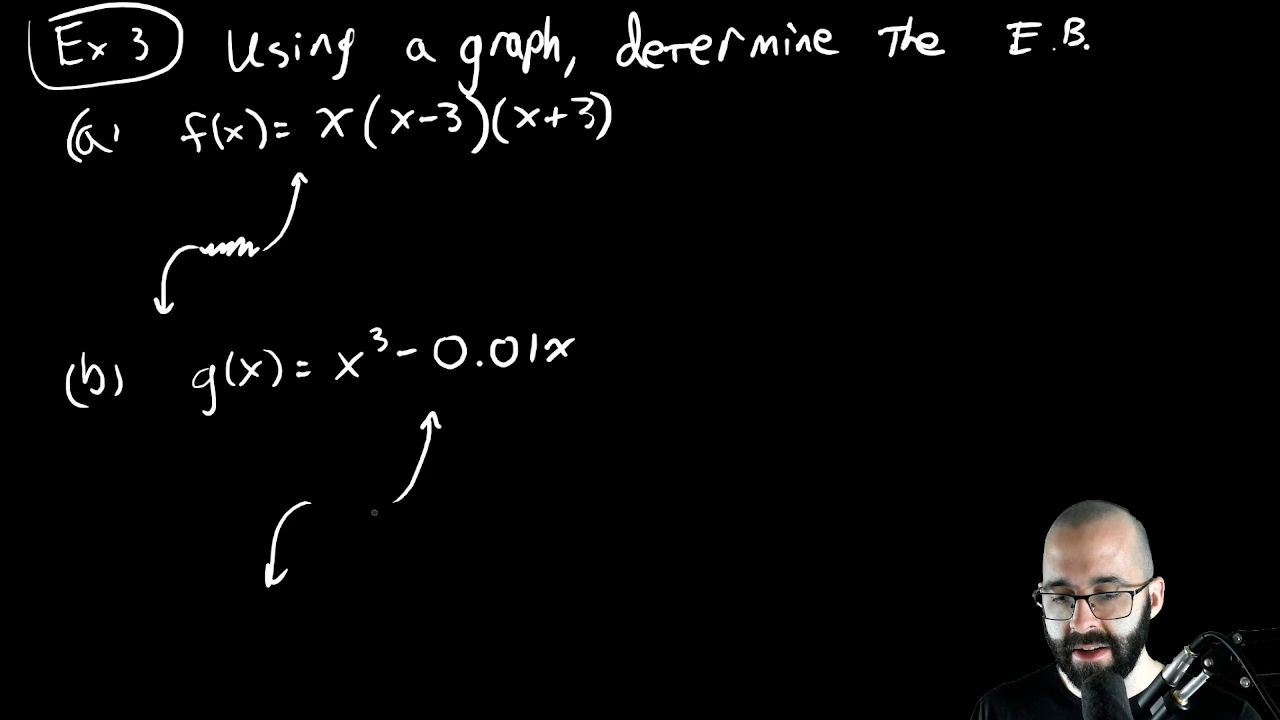 Ex 3 Using a graph, determine the E.B.
(a) f(x)= x(x-3)(x+3)
(b) g(x)= x³- 0.01x